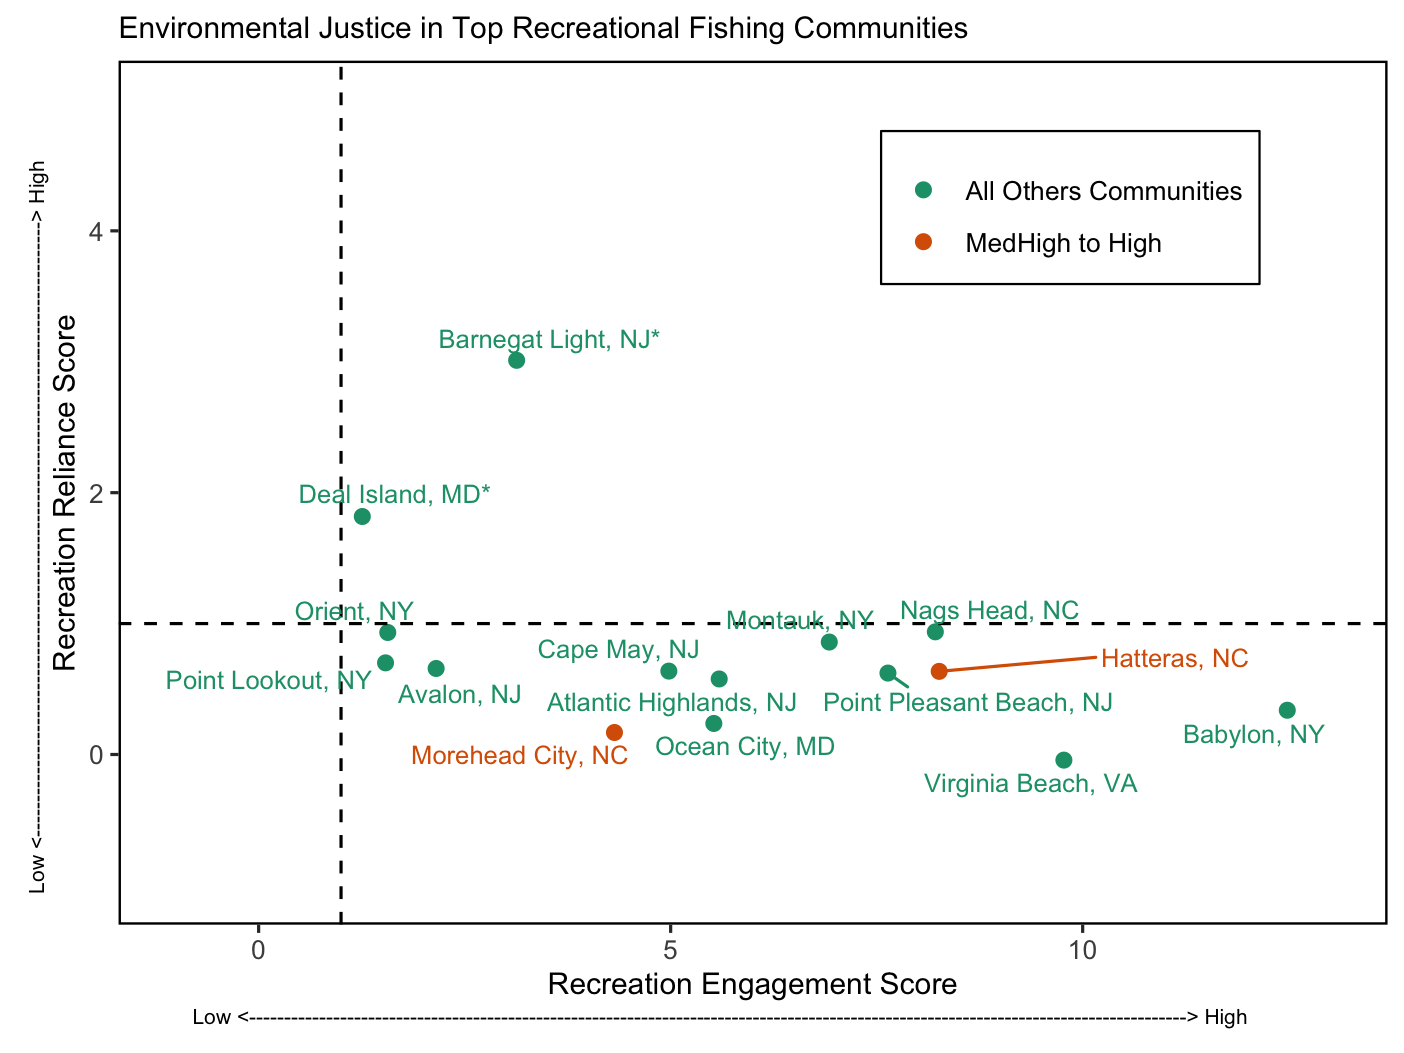 Environmental Justice in Top Recreational Fishing Communities
All Others Communities
MedHigh to High
Low <---------------------------------------------------------------> High
Recreation Reliance Score
4
2
0
Barnegat Light, NJ*
Deal Island, MD*
Orient, NY
Montauk, NY
Nags Head, NC
Cape May, NJ
Hatteras, NC
Point Lookout, NY
Avalon, NJ
Atlantic Highlands, NJ
Point Pleasant Beach, NJ
Babylon, NY
Ocean City, MD
Morehead City, NC
Virginia Beach, VA
0
5
10
Recreation Engagement Score
Low <---------------------------------------------------------------> High